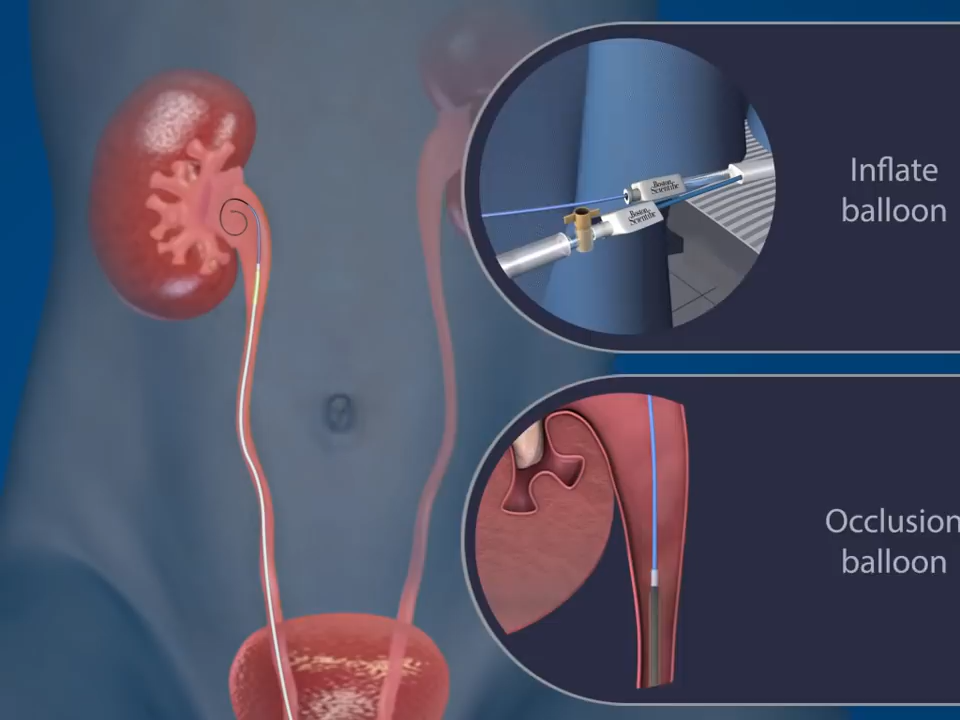 Inflate
balloon
Boston
Scientific
Boston
Scientific
Occlusion
balloon